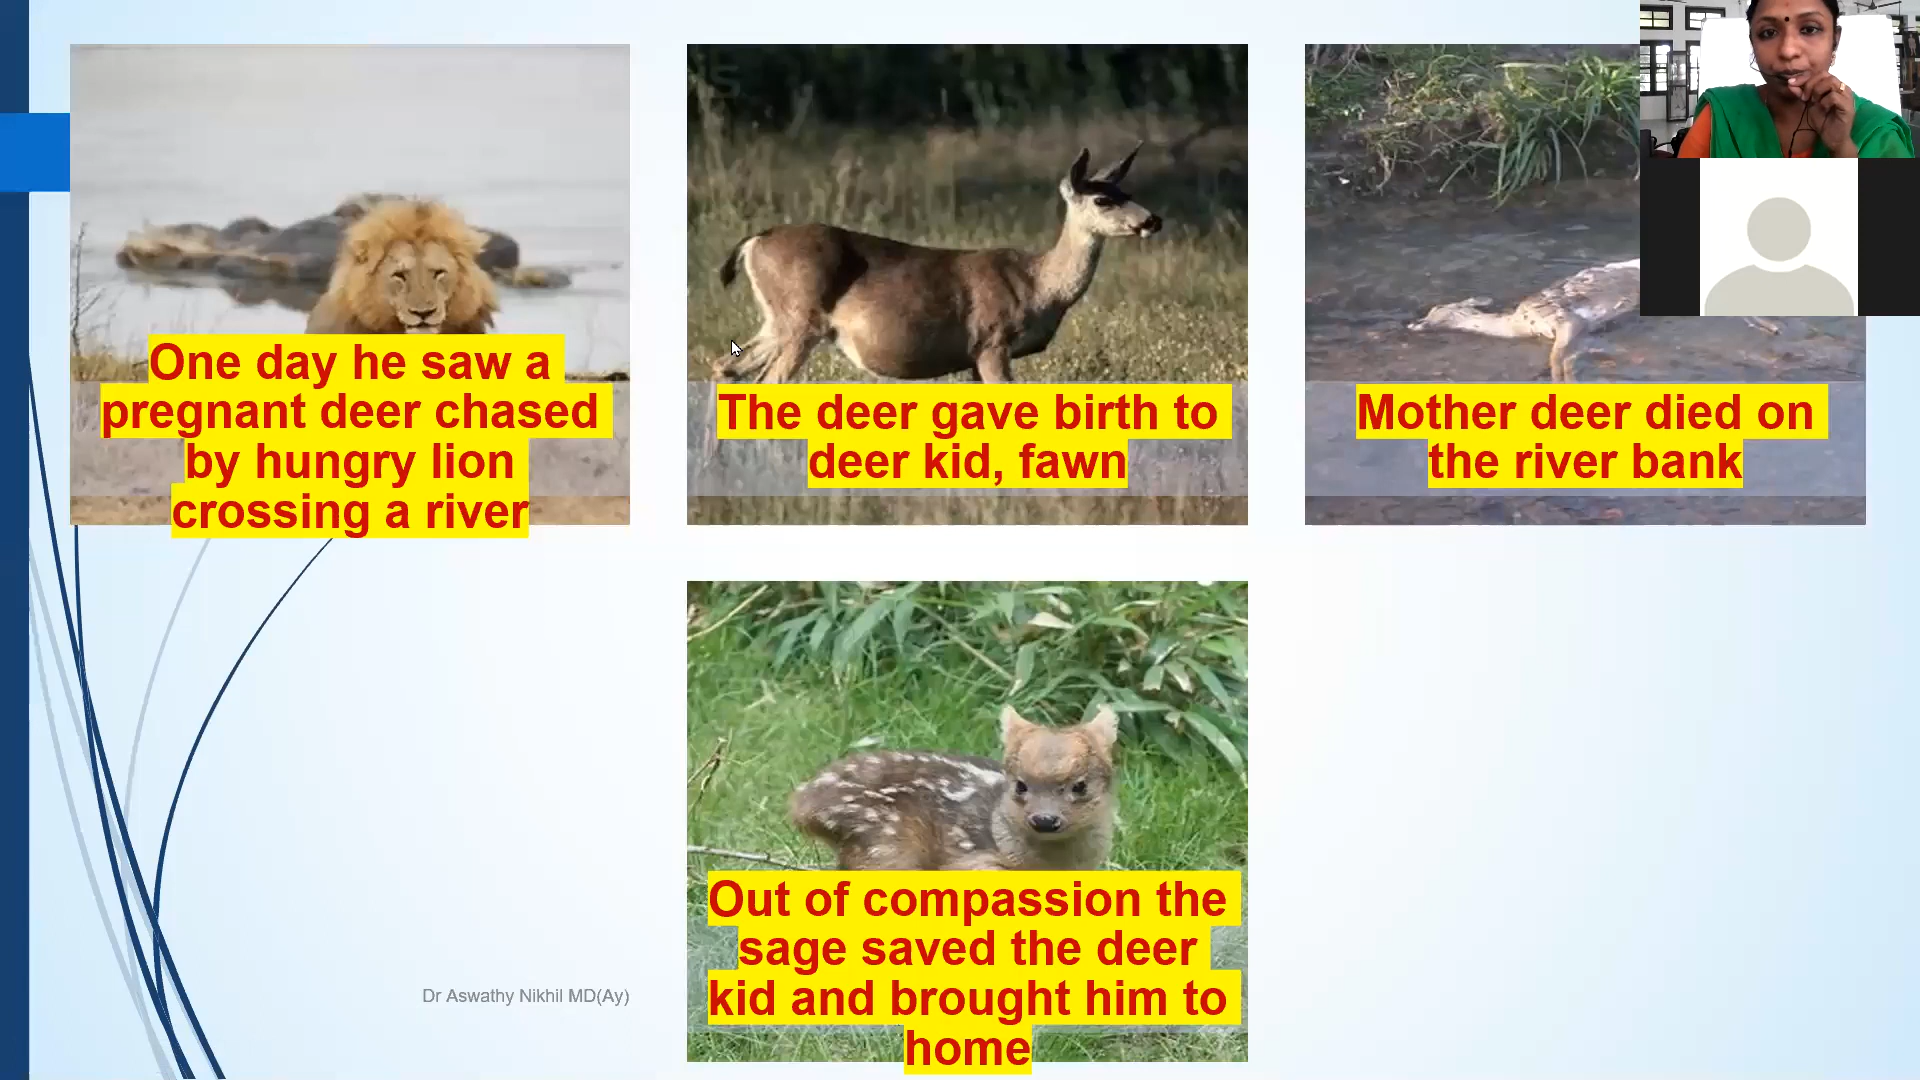 One day he saw a
pregnant deer chased
by hungry lion
crossing a river
The deer gave birth to
deer kid, fawn
Mother deer died on
the river bank
Out of compassion the
sage saved the deer
kid and brought him to
home
Dr Aswathy Nikhil MD(Ay)